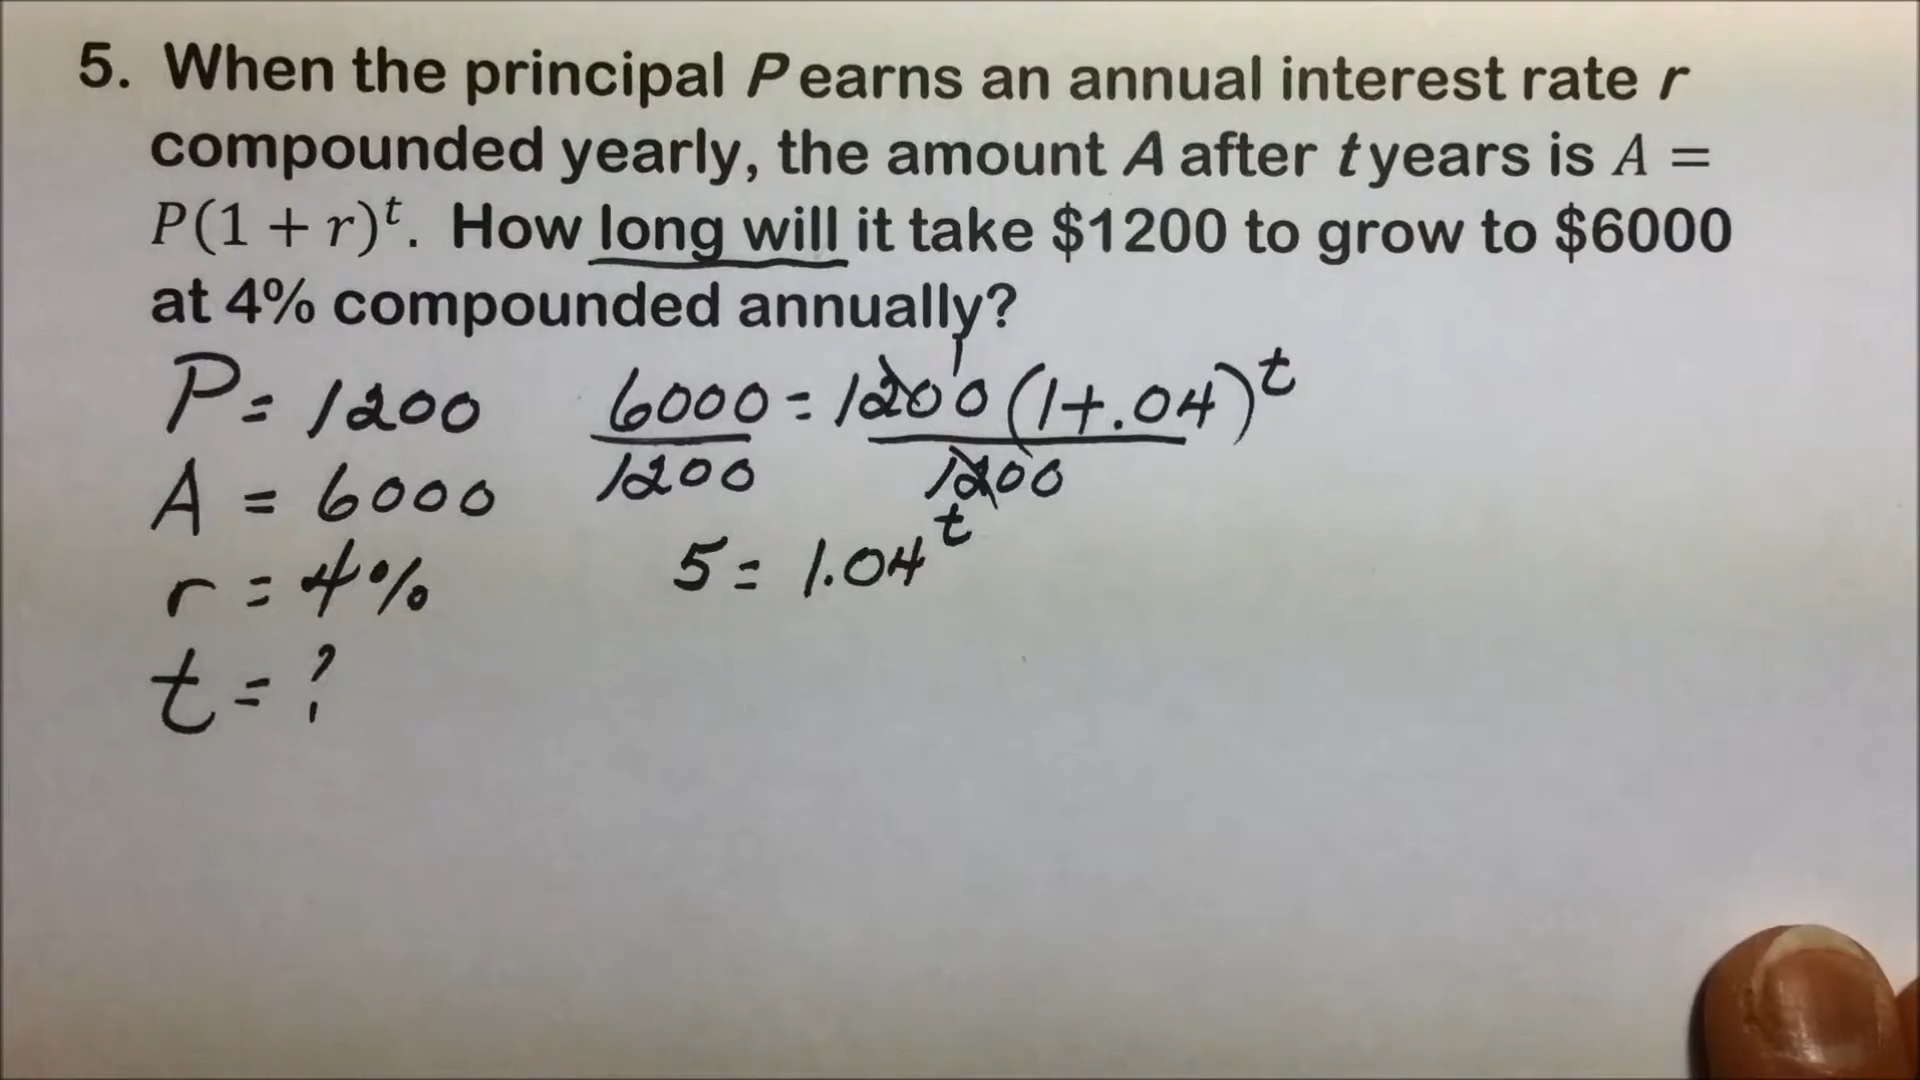 5. When the principal P earns an annual interest rate r
compounded yearly, the amount A after t years is A =
P(1 + r)^t. How long will it take $1200 to grow to $6000
at 4% compounded annually?
P = 1200
6000 = 1200 (1+.04)^t
A = 6000
1200 1200
5 = 1.04^t
r = 4%
t = ?